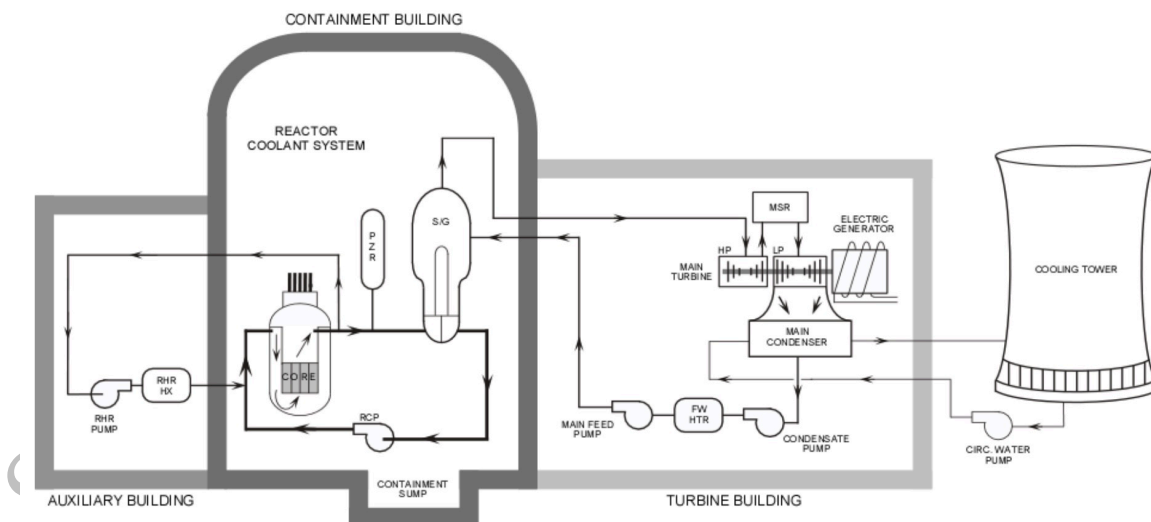 CONTAINMENT BUILDING
REACTOR
COOLANT SYSTEM
S/G
P
Z
R
MSR
ELECTRIC
GENERATOR
HP
LP
MAIN
TURBINE
COOLING TOWER
MAIN
CONDENSER
CORE
RHR
HX
RHR
PUMP
RCP
FW
HTR
MAIN FEED
PUMP
CONDENSATE
PUMP
CIRC. WATER
PUMP
CONTAINMENT
SUMP
AUXILIARY BUILDING
TURBINE BUILDING